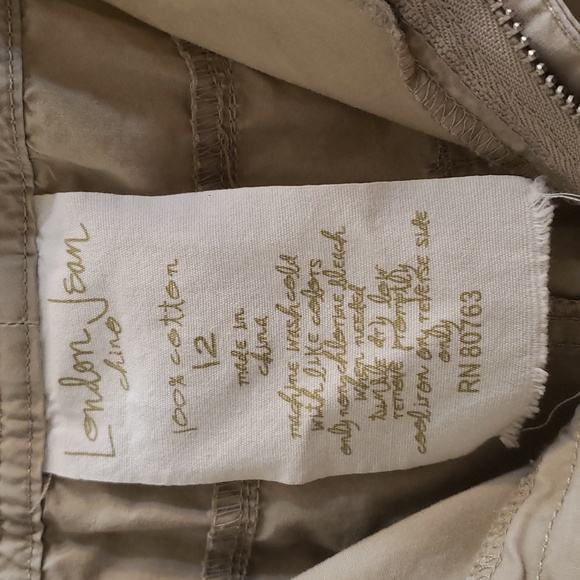 London Jean
chino
100% cotton
12
made in
china
machine wash cold
with like colors
only non chlorine bleach
when needed
tumble dry low
remove promptly
cool iron on reverse side
only
RN 80763